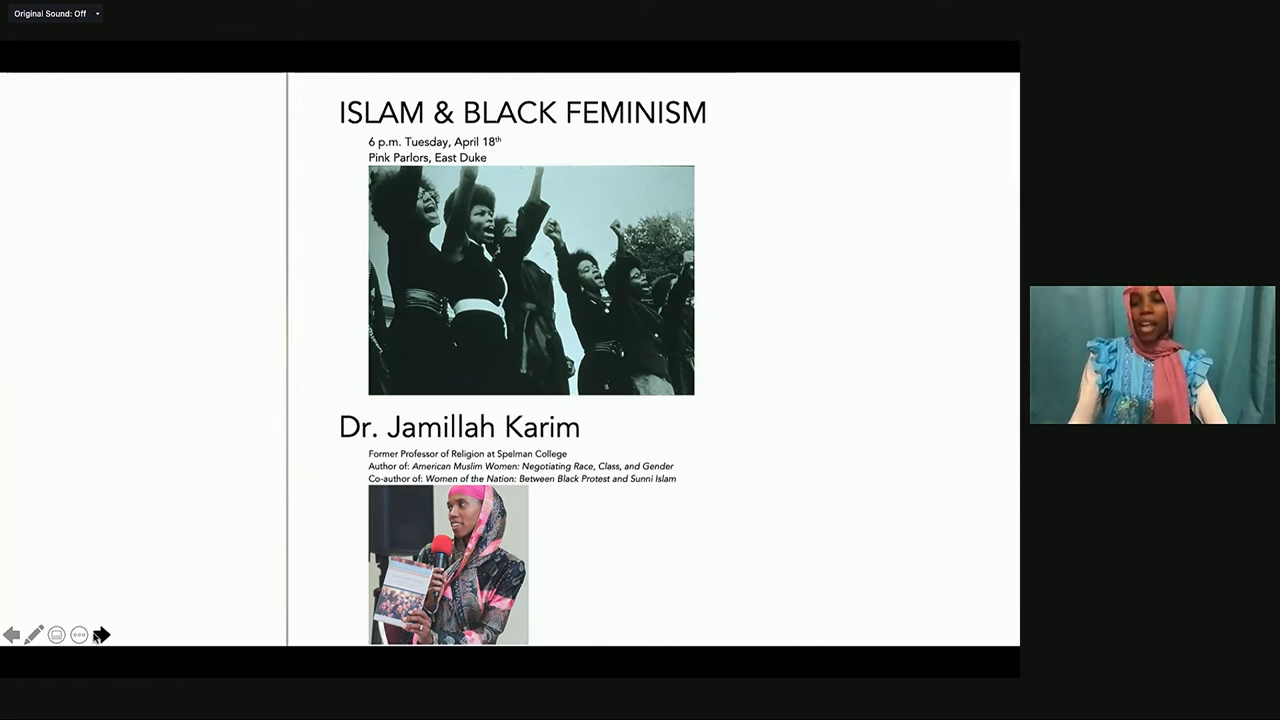 Original Sound: Off
ISLAM & BLACK FEMINISM
6 p.m. Tuesday, April 18th
Pink Parlors, East Duke
Dr. Jamillah Karim
Former Professor of Religion at Spelman College
Author of: American Muslim Women: Negotiating Race, Class, and Gender
Co-author of: Women of the Nation: Between Black Protest and Sunni Islam